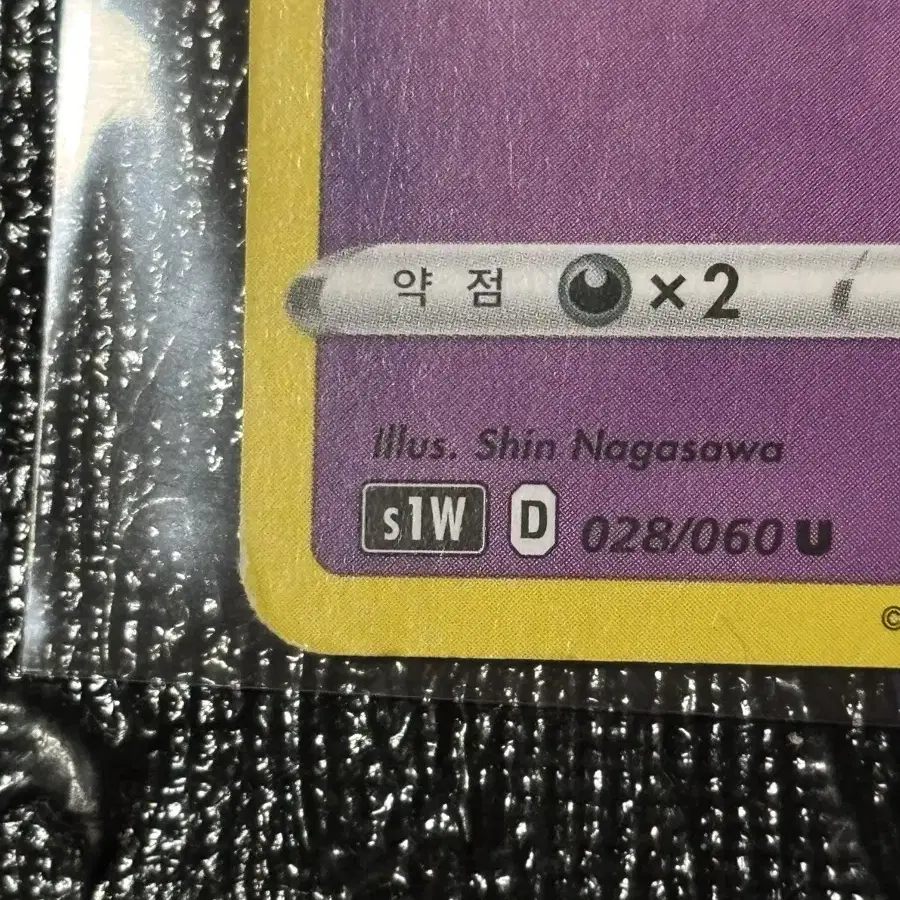 약 점 ×2
Illus. Shin Nagasawa
s1W D 028/060 U
©